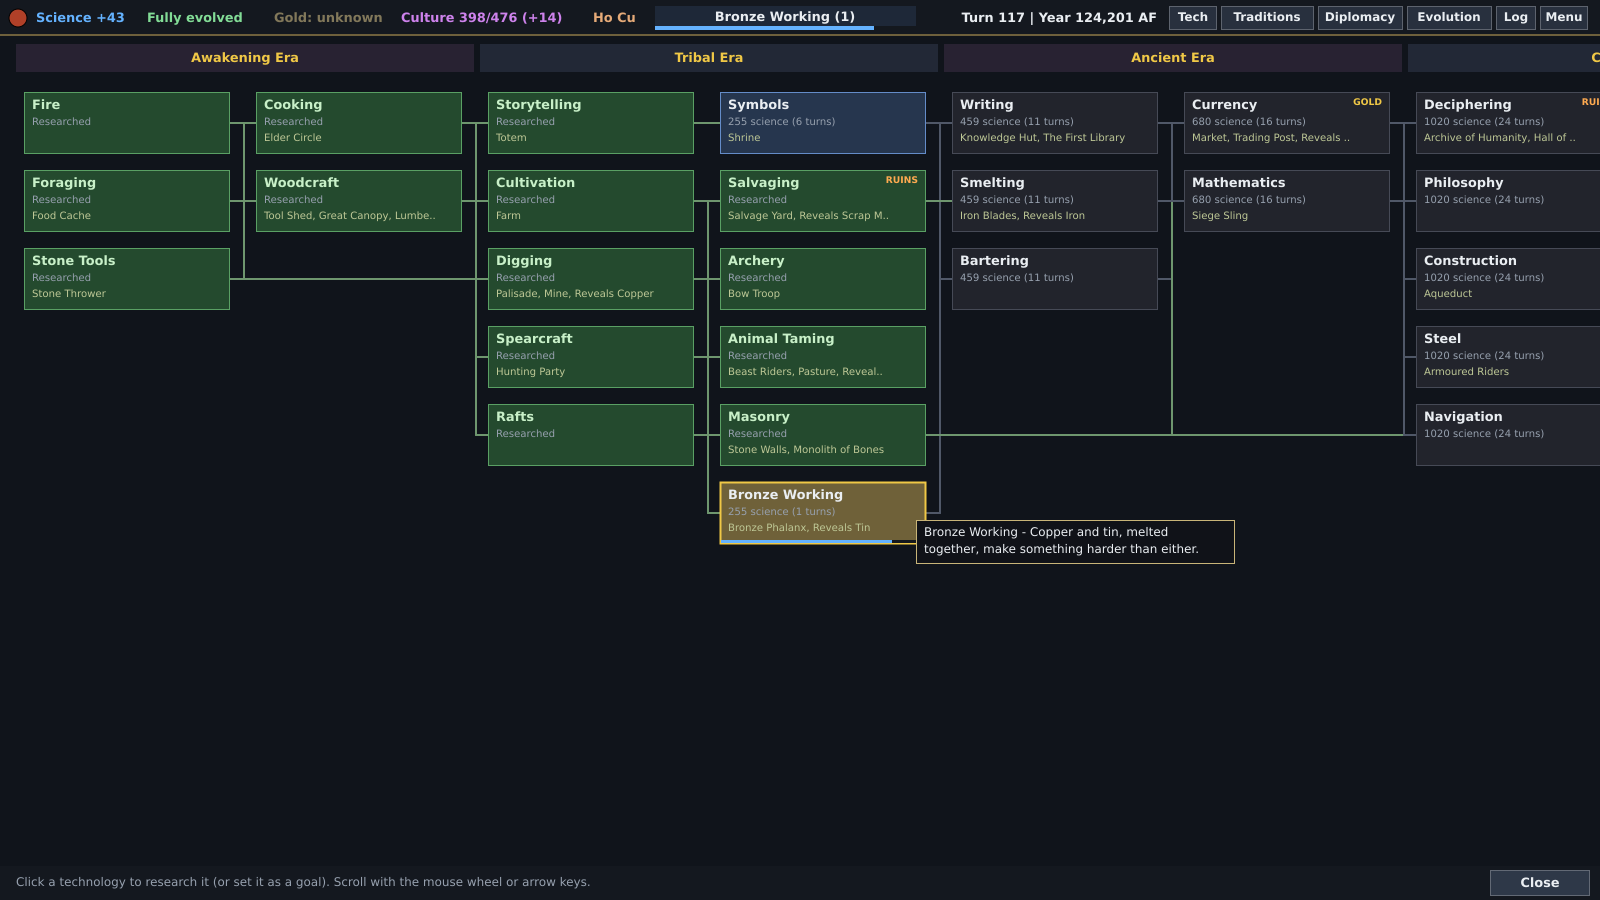 Science +43
Fully evolved
Gold: unknown
Culture 398/476 (+14)
Ho Cu
Bronze Working (1)
Turn 117 | Year 124,201 AF
Tech
Traditions
Diplomacy
Evolution
Log
Menu
Awakening Era
Tribal Era
Ancient Era
C
Fire
Researched
Foraging
Researched
Food Cache
Stone Tools
Researched
Stone Thrower
Cooking
Researched
Elder Circle
Woodcraft
Researched
Tool Shed, Great Canopy, Lumbe..
Storytelling
Researched
Totem
Cultivation
Researched
Farm
Digging
Researched
Palisade, Mine, Reveals Copper
Spearcraft
Researched
Hunting Party
Rafts
Researched
Symbols
255 science (6 turns)
Shrine
Salvaging
RUINS
Researched
Salvage Yard, Reveals Scrap M..
Archery
Researched
Bow Troop
Animal Taming
Researched
Beast Riders, Pasture, Reveal..
Masonry
Researched
Stone Walls, Monolith of Bones
Bronze Working
255 science (1 turns)
Bronze Phalanx, Reveals Tin
Bronze Working - Copper and tin, melted
together, make something harder than either.
Writing
459 science (11 turns)
Knowledge Hut, The First Library
Smelting
459 science (11 turns)
Iron Blades, Reveals Iron
Bartering
459 science (11 turns)
Currency
GOLD
680 science (16 turns)
Market, Trading Post, Reveals ..
Mathematics
680 science (16 turns)
Siege Sling
Deciphering
RUI
1020 science (24 turns)
Archive of Humanity, Hall of ..
Philosophy
1020 science (24 turns)
Construction
1020 science (24 turns)
Aqueduct
Steel
1020 science (24 turns)
Armoured Riders
Navigation
1020 science (24 turns)
Click a technology to research it (or set it as a goal). Scroll with the mouse wheel or arrow keys.
Close